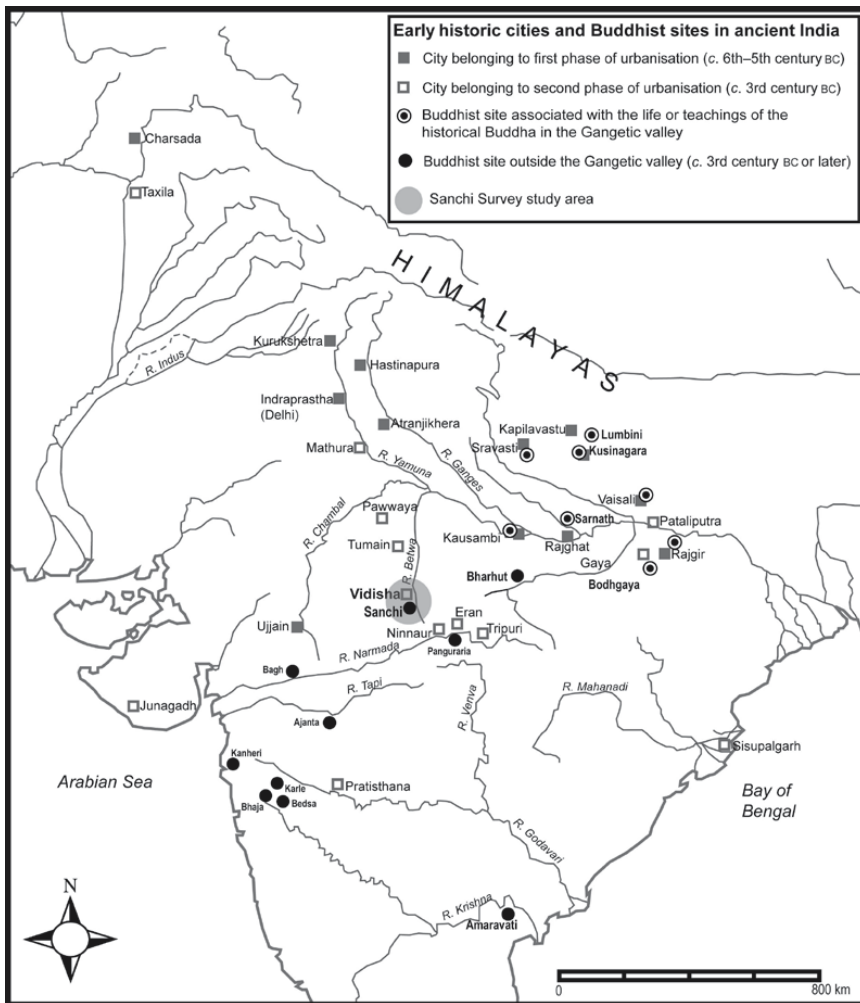 Early historic cities and Buddhist sites in ancient India
City belonging to first phase of urbanisation (c. 6th–5th century BC)
City belonging to second phase of urbanisation (c. 3rd century BC)
Buddhist site associated with the life or teachings of the
historical Buddha in the Gangetic valley
Buddhist site outside the Gangetic valley (c. 3rd century BC or later)
Sanchi Survey study area
Charsada
Taxila
HIMALAYAS
R. Indus
Kurukshetra
Hastinapura
Indraprastha
(Delhi)
Atranjikhera
Mathura
R. Yamuna
R. Ganges
Kapilavastu
Lumbini
Sravasti
Kusinagara
Vaisali
Pataliputra
Sarnath
Rajghat
Kausambi
Gaya
Rajgir
Bodhgaya
R. Chambal
Pawwaya
Tumain
R. Betwa
Bharhut
Vidisha
Sanchi
Eran
Ninnaur
Tripuri
Panguraria
Ujjain
Bagh
R. Narmada
R. Tapi
Junagadh
Ajanta
R. Venva
R. Mahanadi
Sisupalgarh
Kanheri
Karle
Bhaja
Bedsa
Pratisthana
Arabian Sea
Bay of
Bengal
R. Godavari
R. Krishna
Amaravati
N
0
800 km